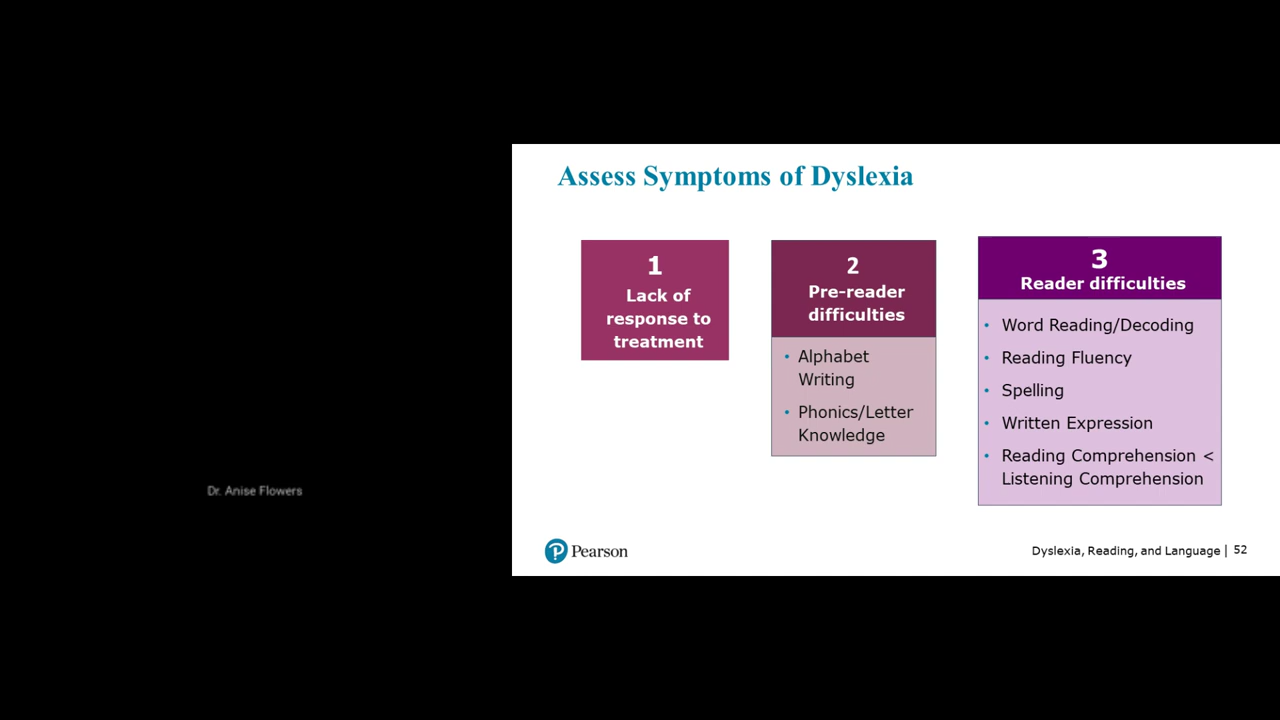 Assess Symptoms of Dyslexia
1
Lack of
response to
treatment
2
Pre-reader
difficulties
• Alphabet
Writing
• Phonics/Letter
Knowledge
3
Reader difficulties
• Word Reading/Decoding
• Reading Fluency
• Spelling
• Written Expression
• Reading Comprehension <
Listening Comprehension
Dr. Anise Flowers
Pearson
Dyslexia, Reading, and Language | 52